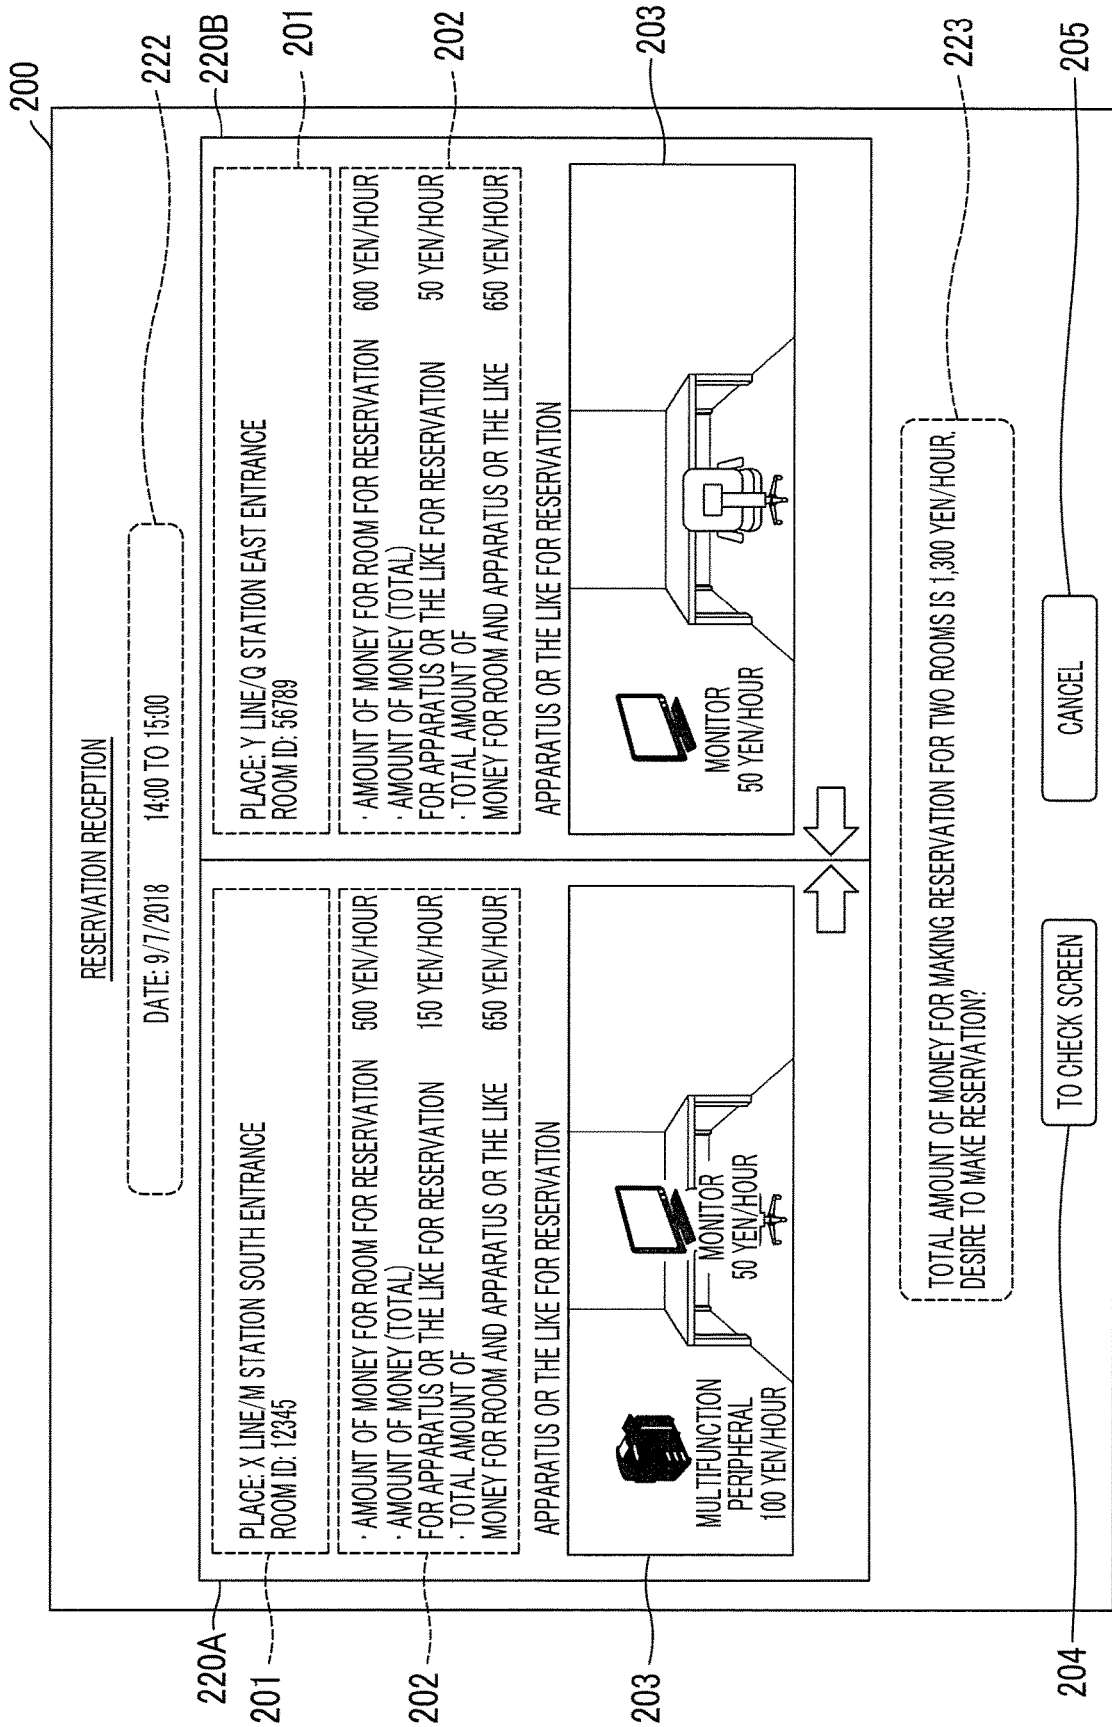 200
RESERVATION RECEPTION
222
DATE: 9/7/2018 14:00 TO 15:00
220A
220B
201
PLACE: X LINE/M STATION SOUTH ENTRANCE
ROOM ID: 12345
202
· AMOUNT OF MONEY FOR ROOM FOR RESERVATION 500 YEN/HOUR
· AMOUNT OF MONEY (TOTAL)
FOR APPARATUS OR THE LIKE FOR RESERVATION 150 YEN/HOUR
· TOTAL AMOUNT OF
MONEY FOR ROOM AND APPARATUS OR THE LIKE 650 YEN/HOUR
APPARATUS OR THE LIKE FOR RESERVATION
203
MULTIFUNCTION
PERIPHERAL
100 YEN/HOUR
MONITOR
50 YEN/HOUR
201
PLACE: Y LINE/Q STATION EAST ENTRANCE
ROOM ID: 56789
202
· AMOUNT OF MONEY FOR ROOM FOR RESERVATION 600 YEN/HOUR
· AMOUNT OF MONEY (TOTAL)
FOR APPARATUS OR THE LIKE FOR RESERVATION 50 YEN/HOUR
· TOTAL AMOUNT OF
MONEY FOR ROOM AND APPARATUS OR THE LIKE 650 YEN/HOUR
APPARATUS OR THE LIKE FOR RESERVATION
203
MONITOR
50 YEN/HOUR
223
TOTAL AMOUNT OF MONEY FOR MAKING RESERVATION FOR TWO ROOMS IS 1,300 YEN/HOUR.
DESIRE TO MAKE RESERVATION?
204
TO CHECK SCREEN
CANCEL
205